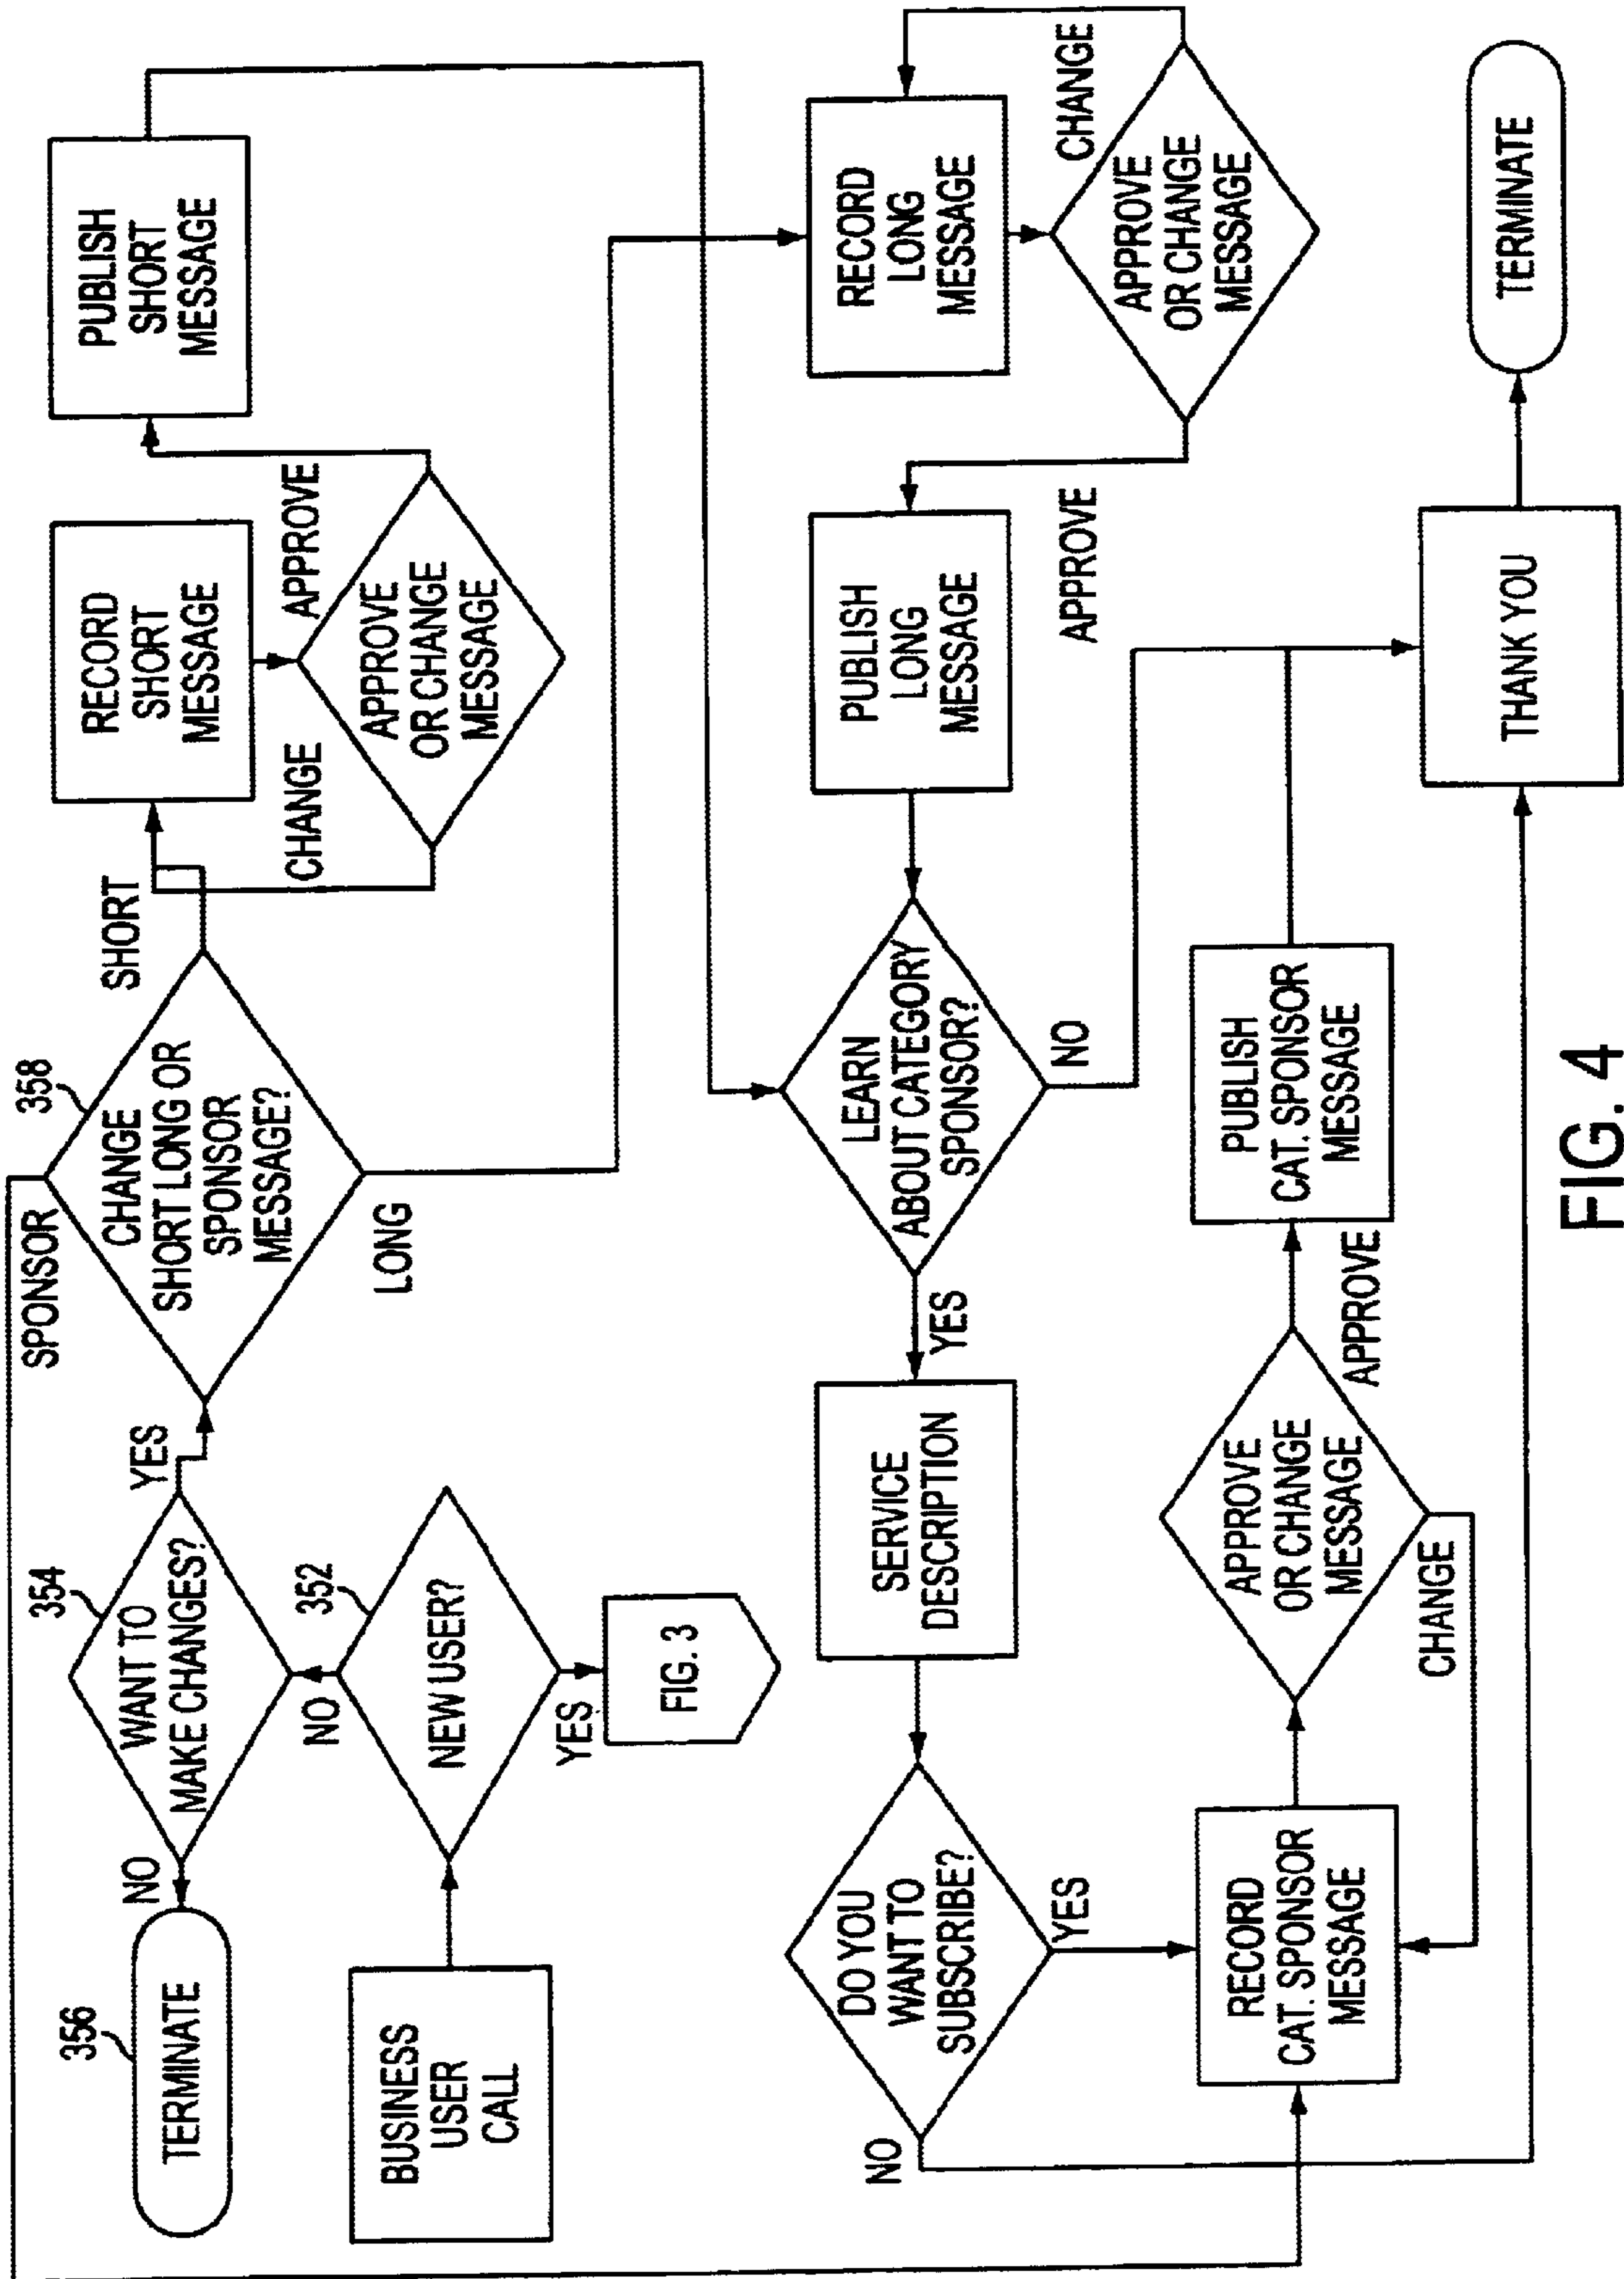 356
TERMINATE
NO
354
WANT TO
MAKE CHANGES?
YES
SPONSOR
358
CHANGE
SHORT LONG OR
SPONSOR
MESSAGE?
SHORT
LONG
RECORD
SHORT
MESSAGE
CHANGE
APPROVE
APPROVE
OR CHANGE
MESSAGE
PUBLISH
SHORT
MESSAGE
BUSINESS
USER
CALL
352
NEW USER?
NO
YES
FIG. 3
DO YOU
WANT TO
SUBSCRIBE?
NO
YES
SERVICE
DESCRIPTION
YES
LEARN
ABOUT CATEGORY
SPONSOR?
NO
PUBLISH
LONG
MESSAGE
APPROVE
RECORD
LONG
MESSAGE
CHANGE
APPROVE
OR CHANGE
MESSAGE
RECORD
CAT. SPONSOR
MESSAGE
APPROVE
OR CHANGE
MESSAGE
CHANGE
APPROVE
PUBLISH
CAT. SPONSOR
MESSAGE
THANK YOU
TERMINATE
FIG. 4